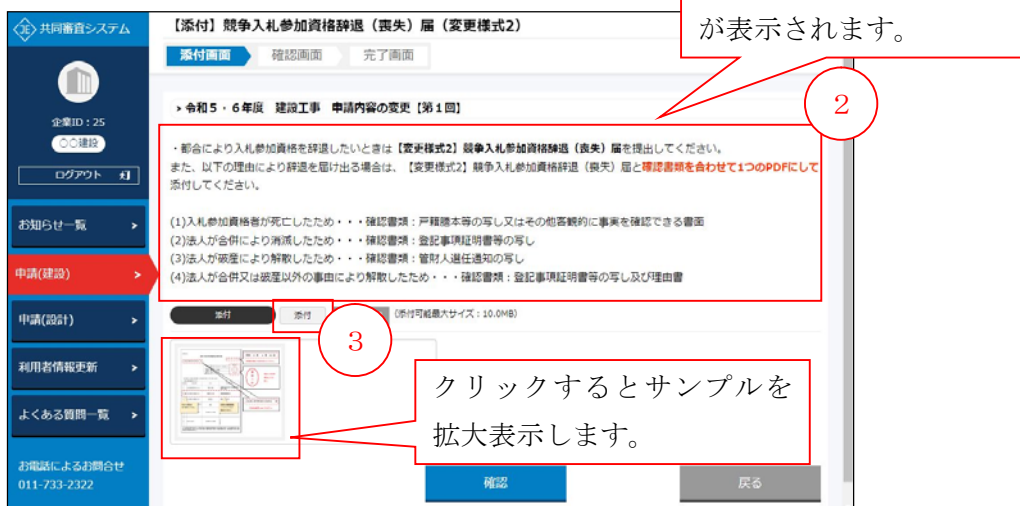 共同審査システム
企業ID：25
〇〇建設
ログアウト
お知らせ一覧
申請(建設)
申請(設計)
利用者情報更新
よくある質問一覧
お電話によるお問合せ
011-733-2322
【添付】競争入札参加資格辞退（喪失）届（変更様式2）
添付画面
確認画面
完了画面
が表示されます。
2
令和5・6年度　建設工事　申請内容の変更【第1回】
・都合により入札参加資格を辞退したいときは【変更様式2】競争入札参加資格辞退（喪失）届を提出してください。
また、以下の理由により辞退を届け出る場合は、【変更様式2】競争入札参加資格辞退（喪失）届と確認書類を合わせて1つのPDFにして
添付してください。
(1)入札参加資格者が死亡したため・・・確認書類：戸籍謄本等の写し又はその他客観的に事実を確認できる書面
(2)法人が合併により消滅したため・・・確認書類：登記事項証明書等の写し
(3)法人が破産により解散したため・・・確認書類：管財人選任通知の写し
(4)法人が合併又は破産以外の事由により解散したため・・・確認書類：登記事項証明書等の写し及び理由書
添付
添付
(添付可能最大サイズ：10.0MB)
3
クリックするとサンプルを
拡大表示します。
確認
戻る